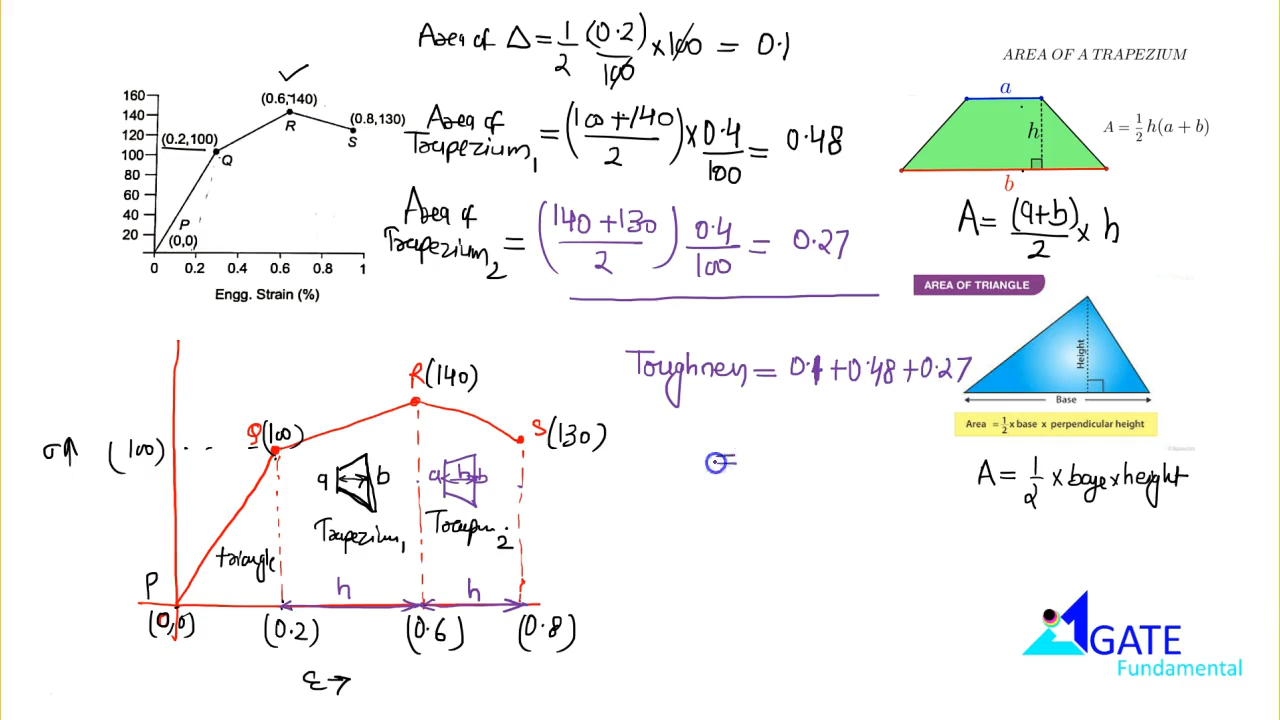 Area of Δ = 1/2 (0.2)/100 × 100 = 0.1
AREA OF A TRAPEZIUM
a
h
A = 1/2 h(a + b)
b
A = (a+b)/2 × h
160
140
120
100
80
60
40
20
0 0.2 0.4 0.6 0.8 1
Engg. Strain (%)
(0.6,140)
R
(0.8,130)
S
(0.2,100)
Q
P
(0,0)
Area of Trapezium1 = (100 + 140)/2 × 0.4/100 = 0.48
Area of Trapezium2 = (140 + 130)/2 0.4/100 = 0.27
AREA OF TRIANGLE
Height
Base
Area = 1/2 x base x perpendicular height
A = 1/2 × base × height
Toughness = 0.1 + 0.48 + 0.27
=
σ↑ (100)
Q(100)
R(140)
S(130)
a b
Trapezium1
a h b
2
triangle
h h
P
(0,0) (0.2) (0.6) (0.8)
ε→
GATE
Fundamental